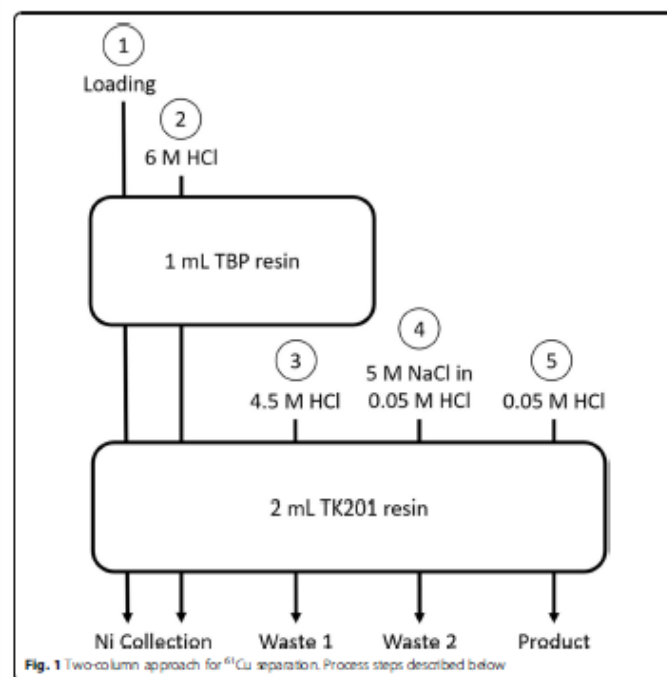 1
Loading
2
6 M HCl
1 mL TBP resin
3
4.5 M HCl
4
5 M NaCl in
0.05 M HCl
5
0.05 M HCl
2 mL TK201 resin
Ni Collection
Waste 1
Waste 2
Product
Fig. 1 Two-column approach for ⁶¹Cu separation. Process steps described below